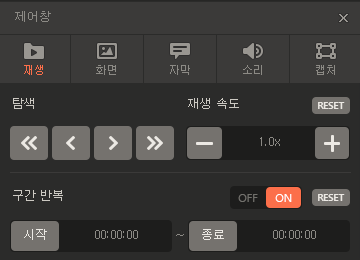 제어창
재생 화면 자막 소리 캡처
탐색 재생 속도 RESET
1.0x
구간 반복 OFF ON RESET
시작 00:00:00 ~ 종료 00:00:00